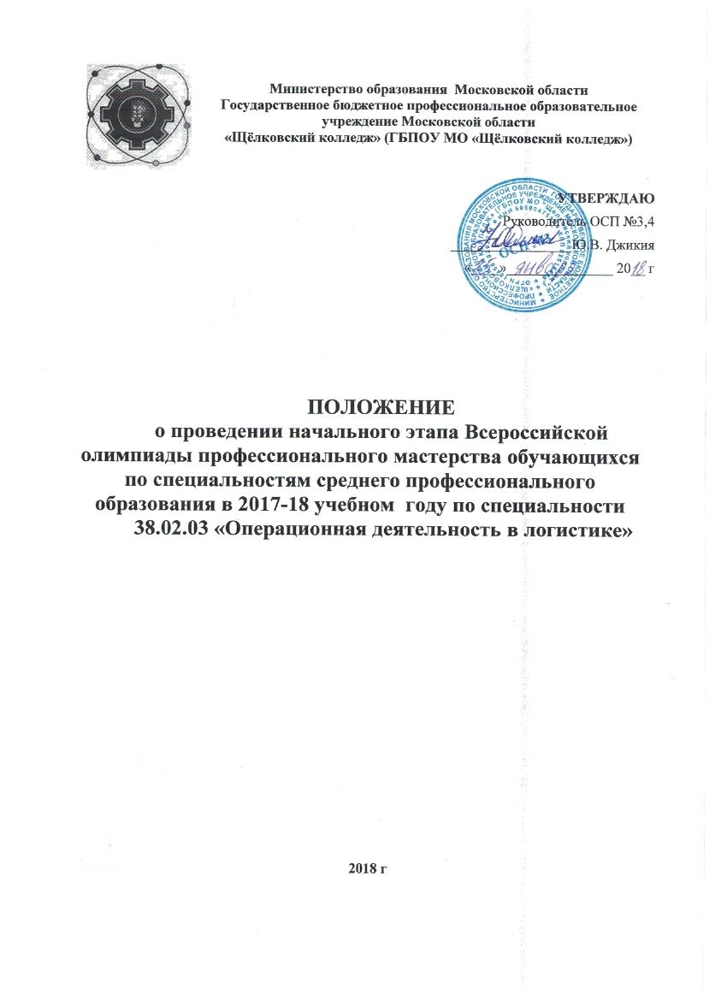 Министерство образования  Московской области
Государственное бюджетное профессиональное образовательное
учреждение Московской области
«Щёлковский колледж» (ГБПОУ МО «Щёлковский колледж»)
УТВЕРЖДАЮ
Руководитель ОСП №3,4
Ю.В. Джикия
« » января 2018 г
ПОЛОЖЕНИЕ
о проведении начального этапа Всероссийской
олимпиады профессионального мастерства обучающихся
по специальностям среднего профессионального
образования в 2017-18 учебном  году по специальности
38.02.03 «Операционная деятельность в логистике»
2018 г